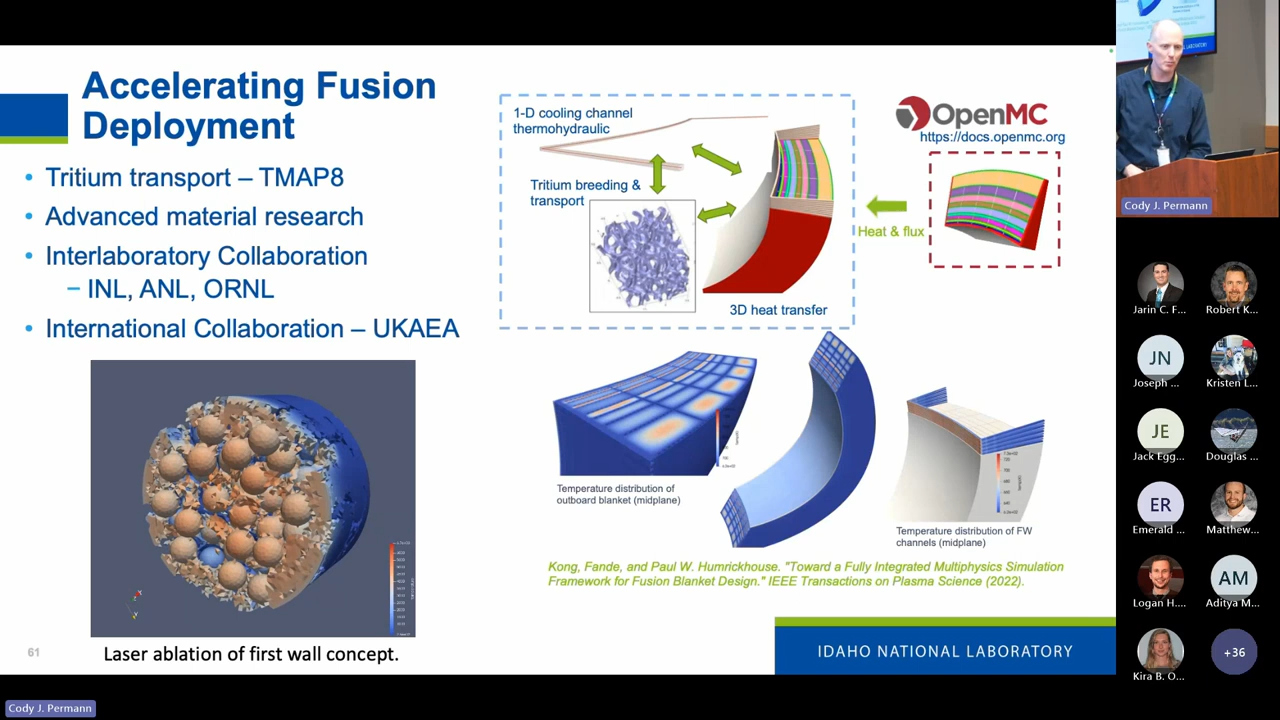 Accelerating Fusion
Deployment
• Tritium transport – TMAP8
• Advanced material research
• Interlaboratory Collaboration
− INL, ANL, ORNL
• International Collaboration – UKAEA
1-D cooling channel
thermohydraulic
Tritium breeding &
transport
3D heat transfer
OpenMC
https://docs.openmc.org
Heat & flux
Temperature distribution of
outboard blanket (midplane)
Temperature distribution of FW
channels (midplane)
Kong, Fande, and Paul W. Humrickhouse. "Toward a Fully Integrated Multiphysics Simulation
Framework for Fusion Blanket Design." IEEE Transactions on Plasma Science (2022).
Laser ablation of first wall concept.
61
IDAHO NATIONAL LABORATORY
Cody J. Permann
Cody J. Permann
Jarin C. F...
Robert K...
JN
Joseph ...
Kristen L...
JE
Jack Egg...
Douglas ...
ER
Emerald ...
Matthew...
Logan H....
AM
Aditya M...
Kira B. O...
+36